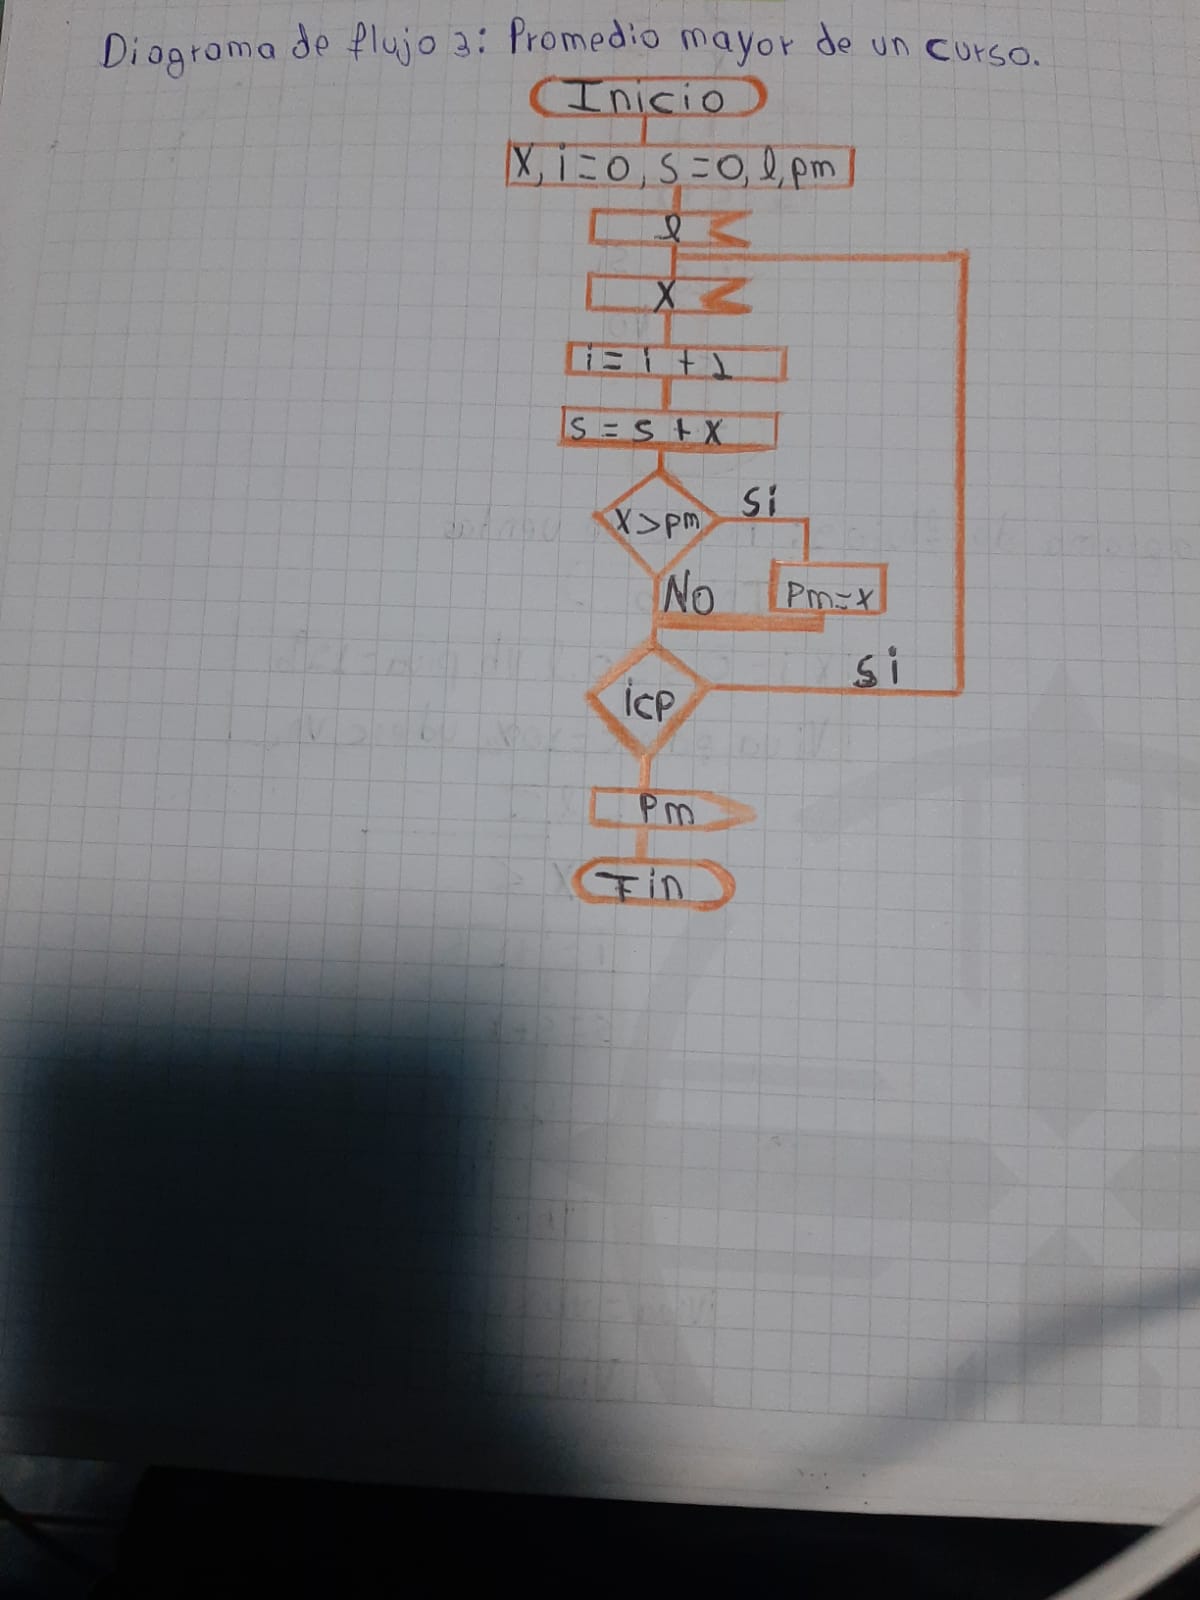 Diagrama de flujo 3: Promedio mayor de un curso.
Inicio
X, i=0, s=0, l, pm
l
X
i = i + 1
s = s + x
X>pm
Si
No
Pm=x
i<p
si
Pm
Fin